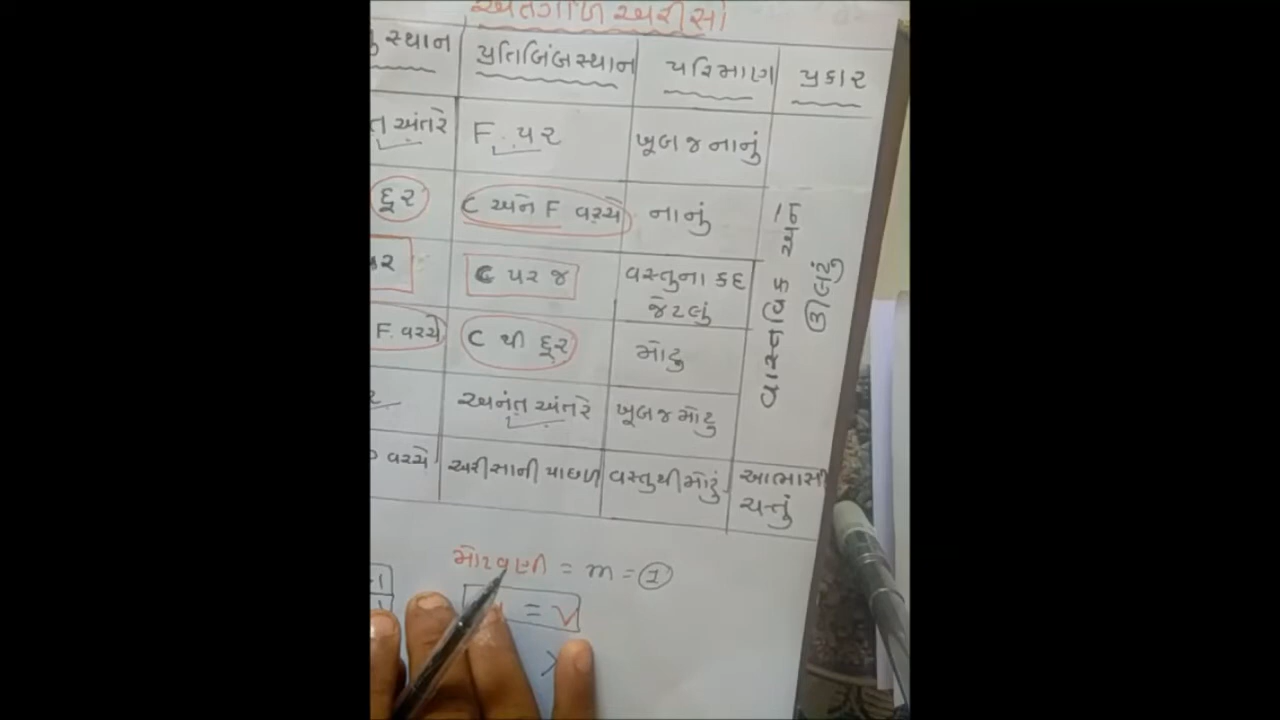 અંતર્ગોળ અરીસો
સ્થાન પ્રતિબિંબસ્થાન પરિમાણ પ્રકાર
અંતરે F પર ખૂબ જ નાનું
દૂર C અને F વચ્ચે નાનું
C પર જ વસ્તુના કદ
જેટલું
F વચ્ચે C થી દૂર મોટુ
અનંત અંતરે ખૂબ જ મોટુ
વાસ્તવિક અને
ઊલટું
વચ્ચે અરીસાની પાછળ વસ્તુથી મોટું આભાસી
ચત્તું
મોટવણી = m = 1
= v